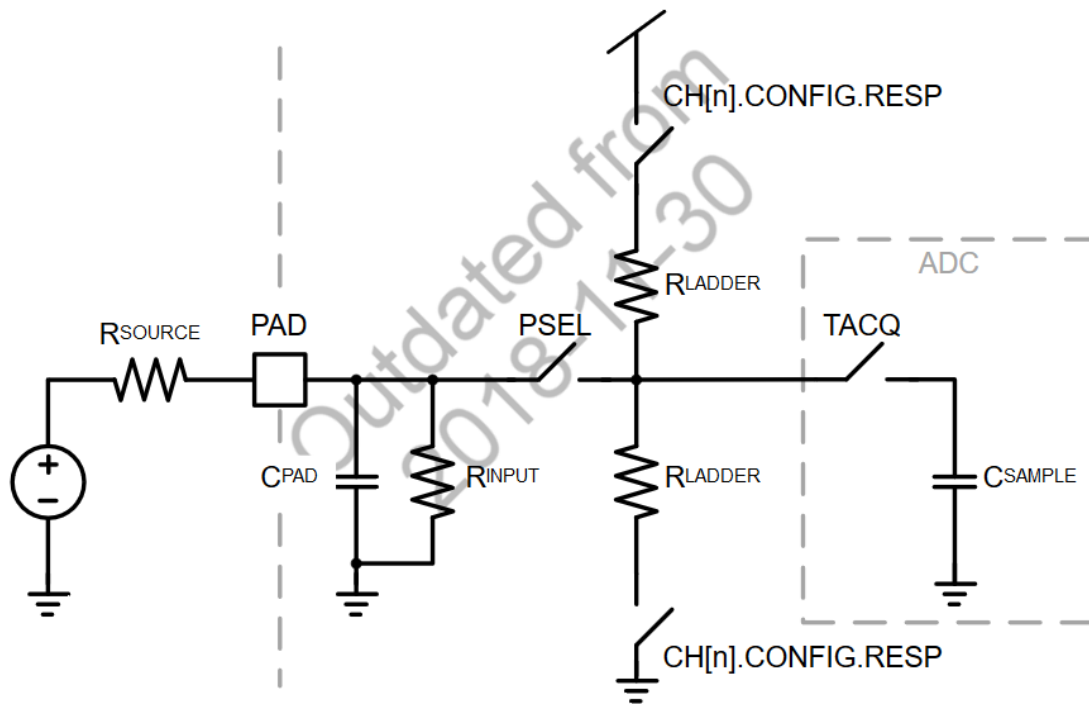 CH[n].CONFIG.RESP
Outdated from
2018-11-30
ADC
RLADDER
RSOURCE
PAD
PSEL
TACQ
CPAD
RINPUT
RLADDER
CSAMPLE
CH[n].CONFIG.RESP